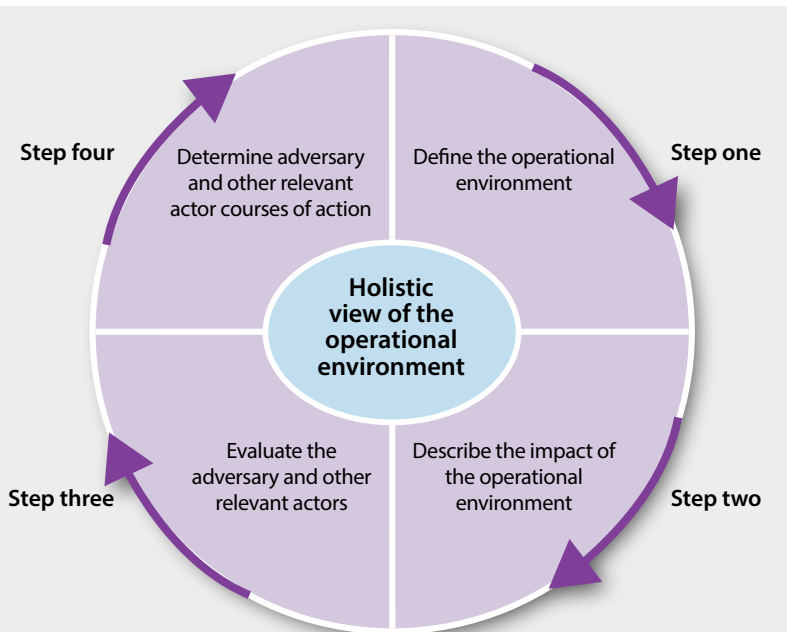 Step one
Define the operational
environment
Step two
Describe the impact of
the operational
environment
Step three
Evaluate the
adversary and other
relevant actors
Step four
Determine adversary
and other relevant
actor courses of action
Holistic
view of the
operational
environment